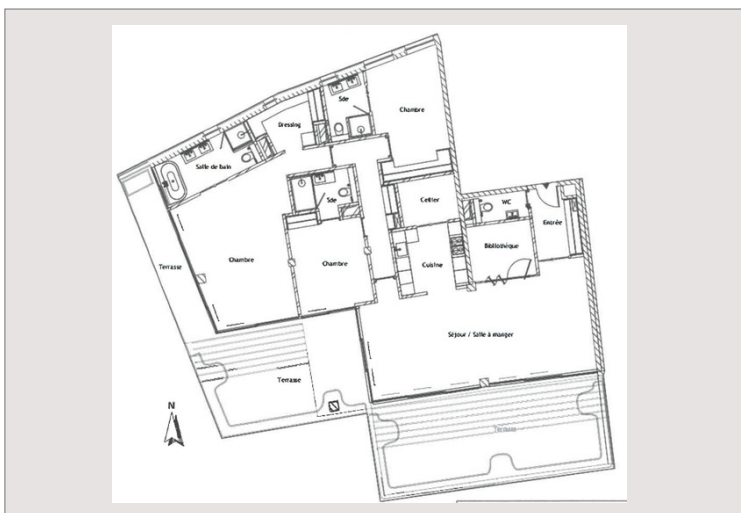 Sde
Chambre
Dressing
Salle de bain
Sde
Cellier
WC
Entrée
Bibliothèque
Terrasse
Chambre
Chambre
Cuisine
Séjour / Salle à manger
Terrasse
Terrasse
N